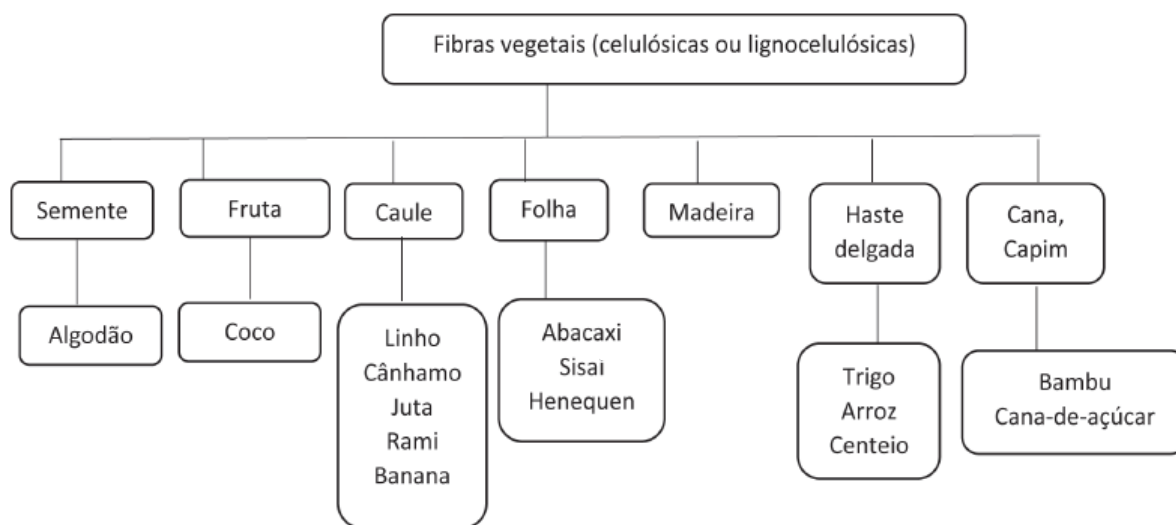 Fibras vegetais (celulósicas ou lignocelulósicas)
Semente
Fruta
Caule
Folha
Madeira
Haste
delgada
Cana,
Capim
Algodão
Coco
Linho
Cânhamo
Juta
Rami
Banana
Abacaxi
Sisal
Henequen
Trigo
Arroz
Centeio
Bambu
Cana-de-açúcar